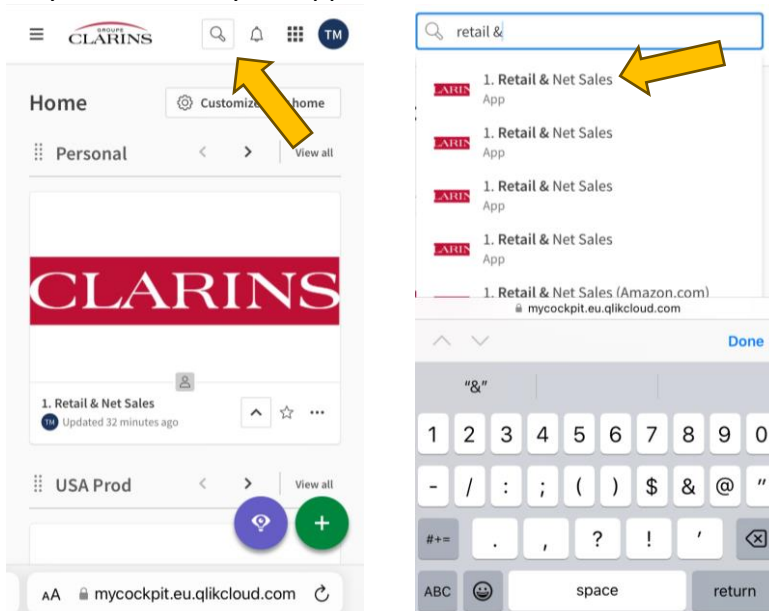 GROUPE
CLARINS
TM
Home
Customize
home
Personal
View all
CLARINS
1. Retail & Net Sales
TM
Updated 32 minutes ago
USA Prod
View all
+
AA
mycockpit.eu.qlikcloud.com
retail &
1. Retail & Net Sales
App
1. Retail & Net Sales
App
1. Retail & Net Sales
App
1. Retail & Net Sales
App
1. Retail & Net Sales (Amazon.com)
mycockpit.eu.qlikcloud.com
Done
"&"
1 2 3 4 5 6 7 8 9 0
- / : ; ( ) $ & @ "
#+= . , ? ! '
ABC space return